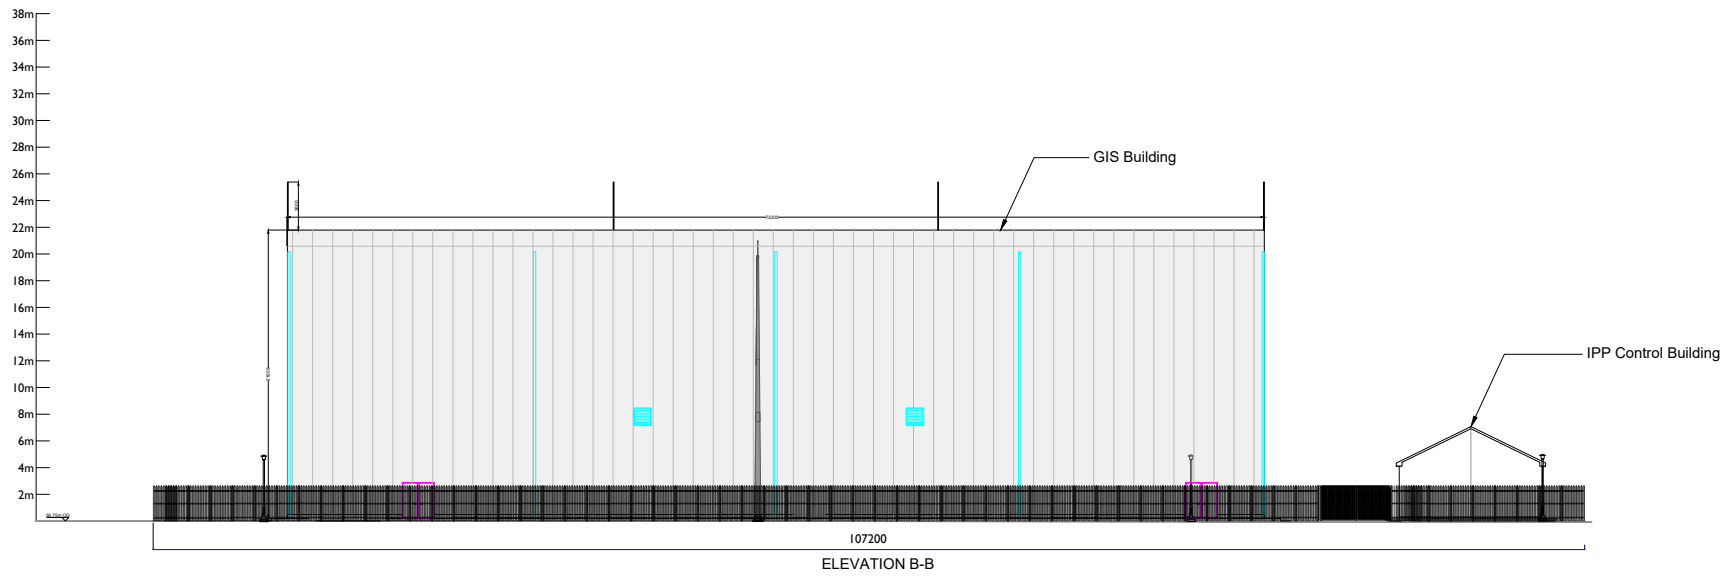 38m
36m
34m
32m
30m
28m
26m
24m
22m
20m
18m
16m
14m
12m
10m
8m
6m
4m
2m
GIS Building
IPP Control Building
107200
ELEVATION B-B